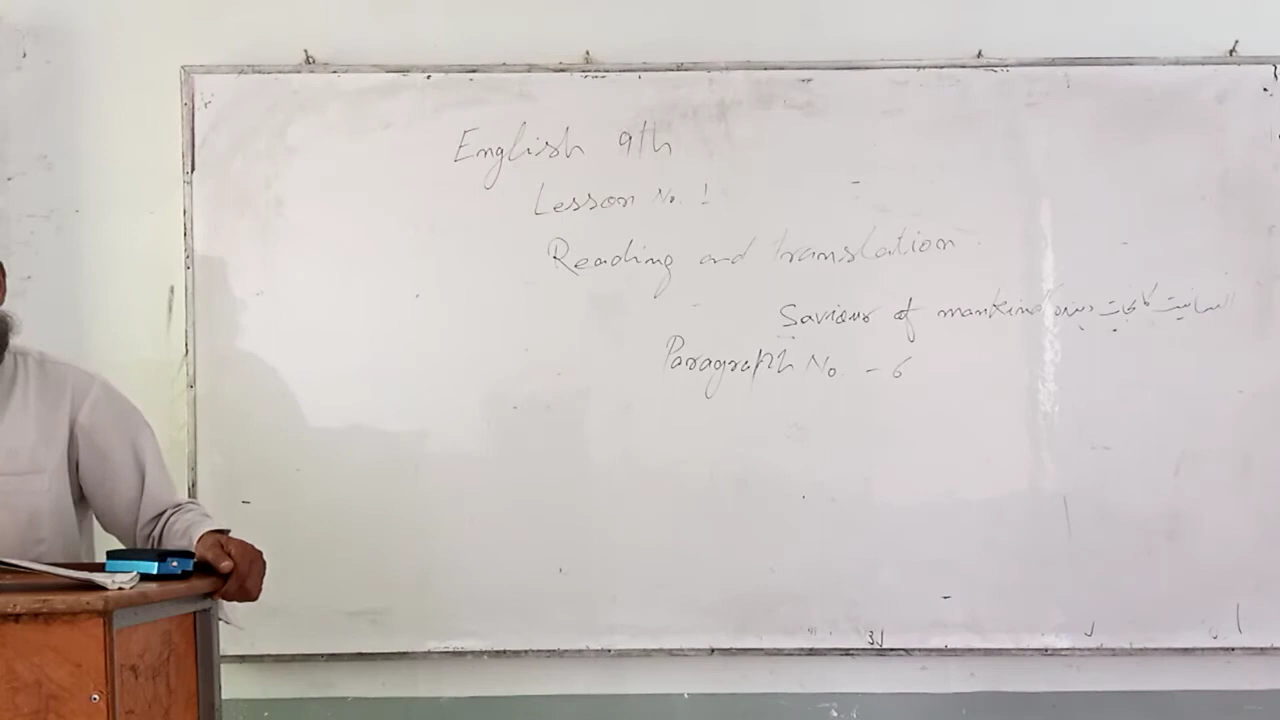 English 9th
Lesson No. 1
Reading and translation
Saviour of mankind انسانیت کا نجات دہندہ
Paragraph No. - 6